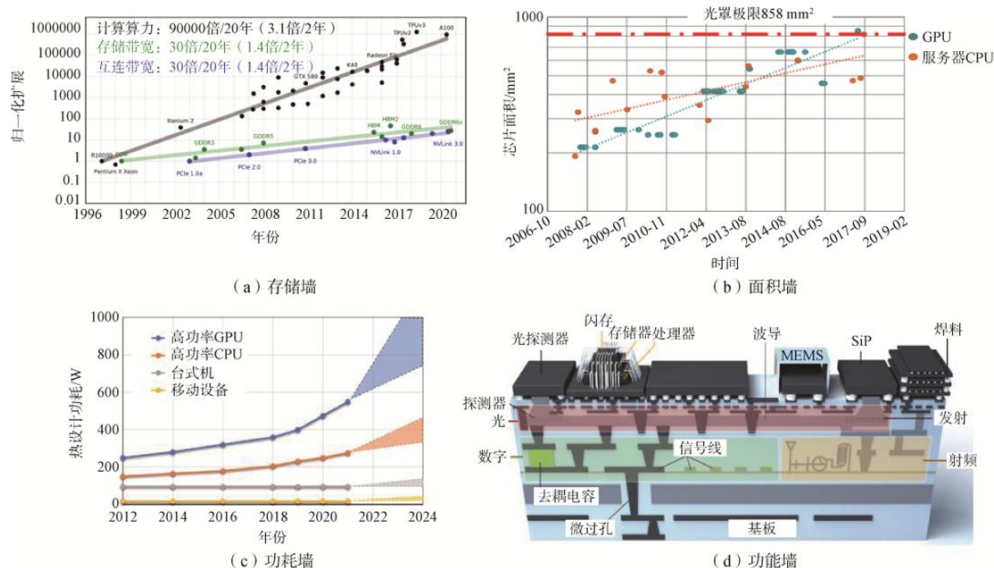 计算算力：90000倍/20年（3.1倍/2年）
存储带宽：30倍/20年（1.4倍/2年）
互连带宽：30倍/20年（1.4倍/2年）
归一化扩展
1000000
100000
10000
1000
100
10
1
0.1
0.01
TPUv3
TPUv2
A100
K40
GTX 580
Itanium 2
R10000
Pentium II Xeon
GDDR3
GDDR5
HBM
HBM2
GDDR6
GDDR6x
PCIe 1.0a
PCIe 2.0
PCIe 3.0
NVLink 1.0
NVLink 3.0
1996 1999 2002 2005 2008 2011 2014 2017 2020
年份
（a）存储墙
光罩极限858 mm²
1000
100
芯片面积/mm²
GPU
服务器CPU
2006-10 2008-02 2009-07 2010-11 2012-04 2013-08 2014-08 2016-05 2017-09 2019-02
时间
（b）面积墙
热设计功耗/W
1000
800
600
400
200
0
高功率GPU
高功率CPU
台式机
移动设备
2012 2014 2016 2018 2020 2022 2024
年份
（c）功耗墙
光探测器
闪存
存储器
处理器
波导
MEMS
SiP
焊料
探测器
光
发射
数字
信号线
射频
去耦电容
微过孔
基板
（d）功能墙